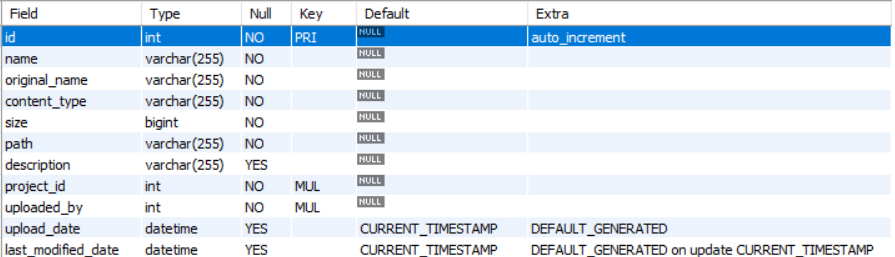 Field Type Null Key Default Extra
id int NO PRI NULL auto_increment
name varchar(255) NO NULL
original_name varchar(255) NO NULL
content_type varchar(255) NO NULL
size bigint NO NULL
path varchar(255) NO NULL
description varchar(255) YES NULL
project_id int NO MUL NULL
uploaded_by int NO MUL NULL
upload_date datetime YES CURRENT_TIMESTAMP DEFAULT_GENERATED
last_modified_date datetime YES CURRENT_TIMESTAMP DEFAULT_GENERATED on update CURRENT_TIMESTAMP